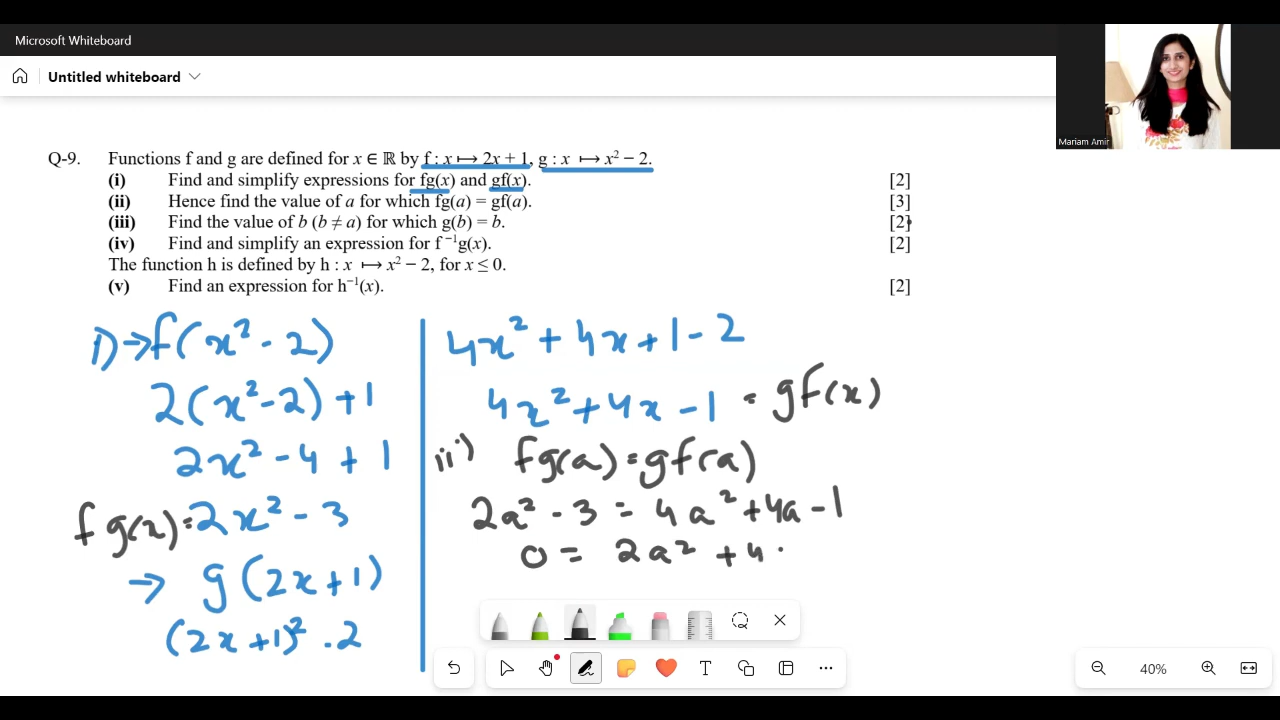 Microsoft Whiteboard
Untitled whiteboard
Mariam Amir
Q-9. Functions f and g are defined for x ∈ ℝ by f : x ↦ 2x + 1, g : x ↦ x² − 2.
(i) Find and simplify expressions for fg(x) and gf(x). [2]
(ii) Hence find the value of a for which fg(a) = gf(a). [3]
(iii) Find the value of b (b ≠ a) for which g(b) = b. [2]
(iv) Find and simplify an expression for f⁻¹g(x). [2]
The function h is defined by h : x ↦ x² − 2, for x ≤ 0.
(v) Find an expression for h⁻¹(x). [2]
1) → f(x² - 2)
2(x² - 2) + 1
2x² - 4 + 1
fg(x) = 2x² - 3
→ g(2x + 1)
(2x + 1)² - 2
4x² + 4x + 1 - 2
4x² + 4x - 1 = gf(x)
ii) fg(a) = gf(a)
2a² - 3 = 4a² + 4a - 1
0 = 2a² + 4
40%